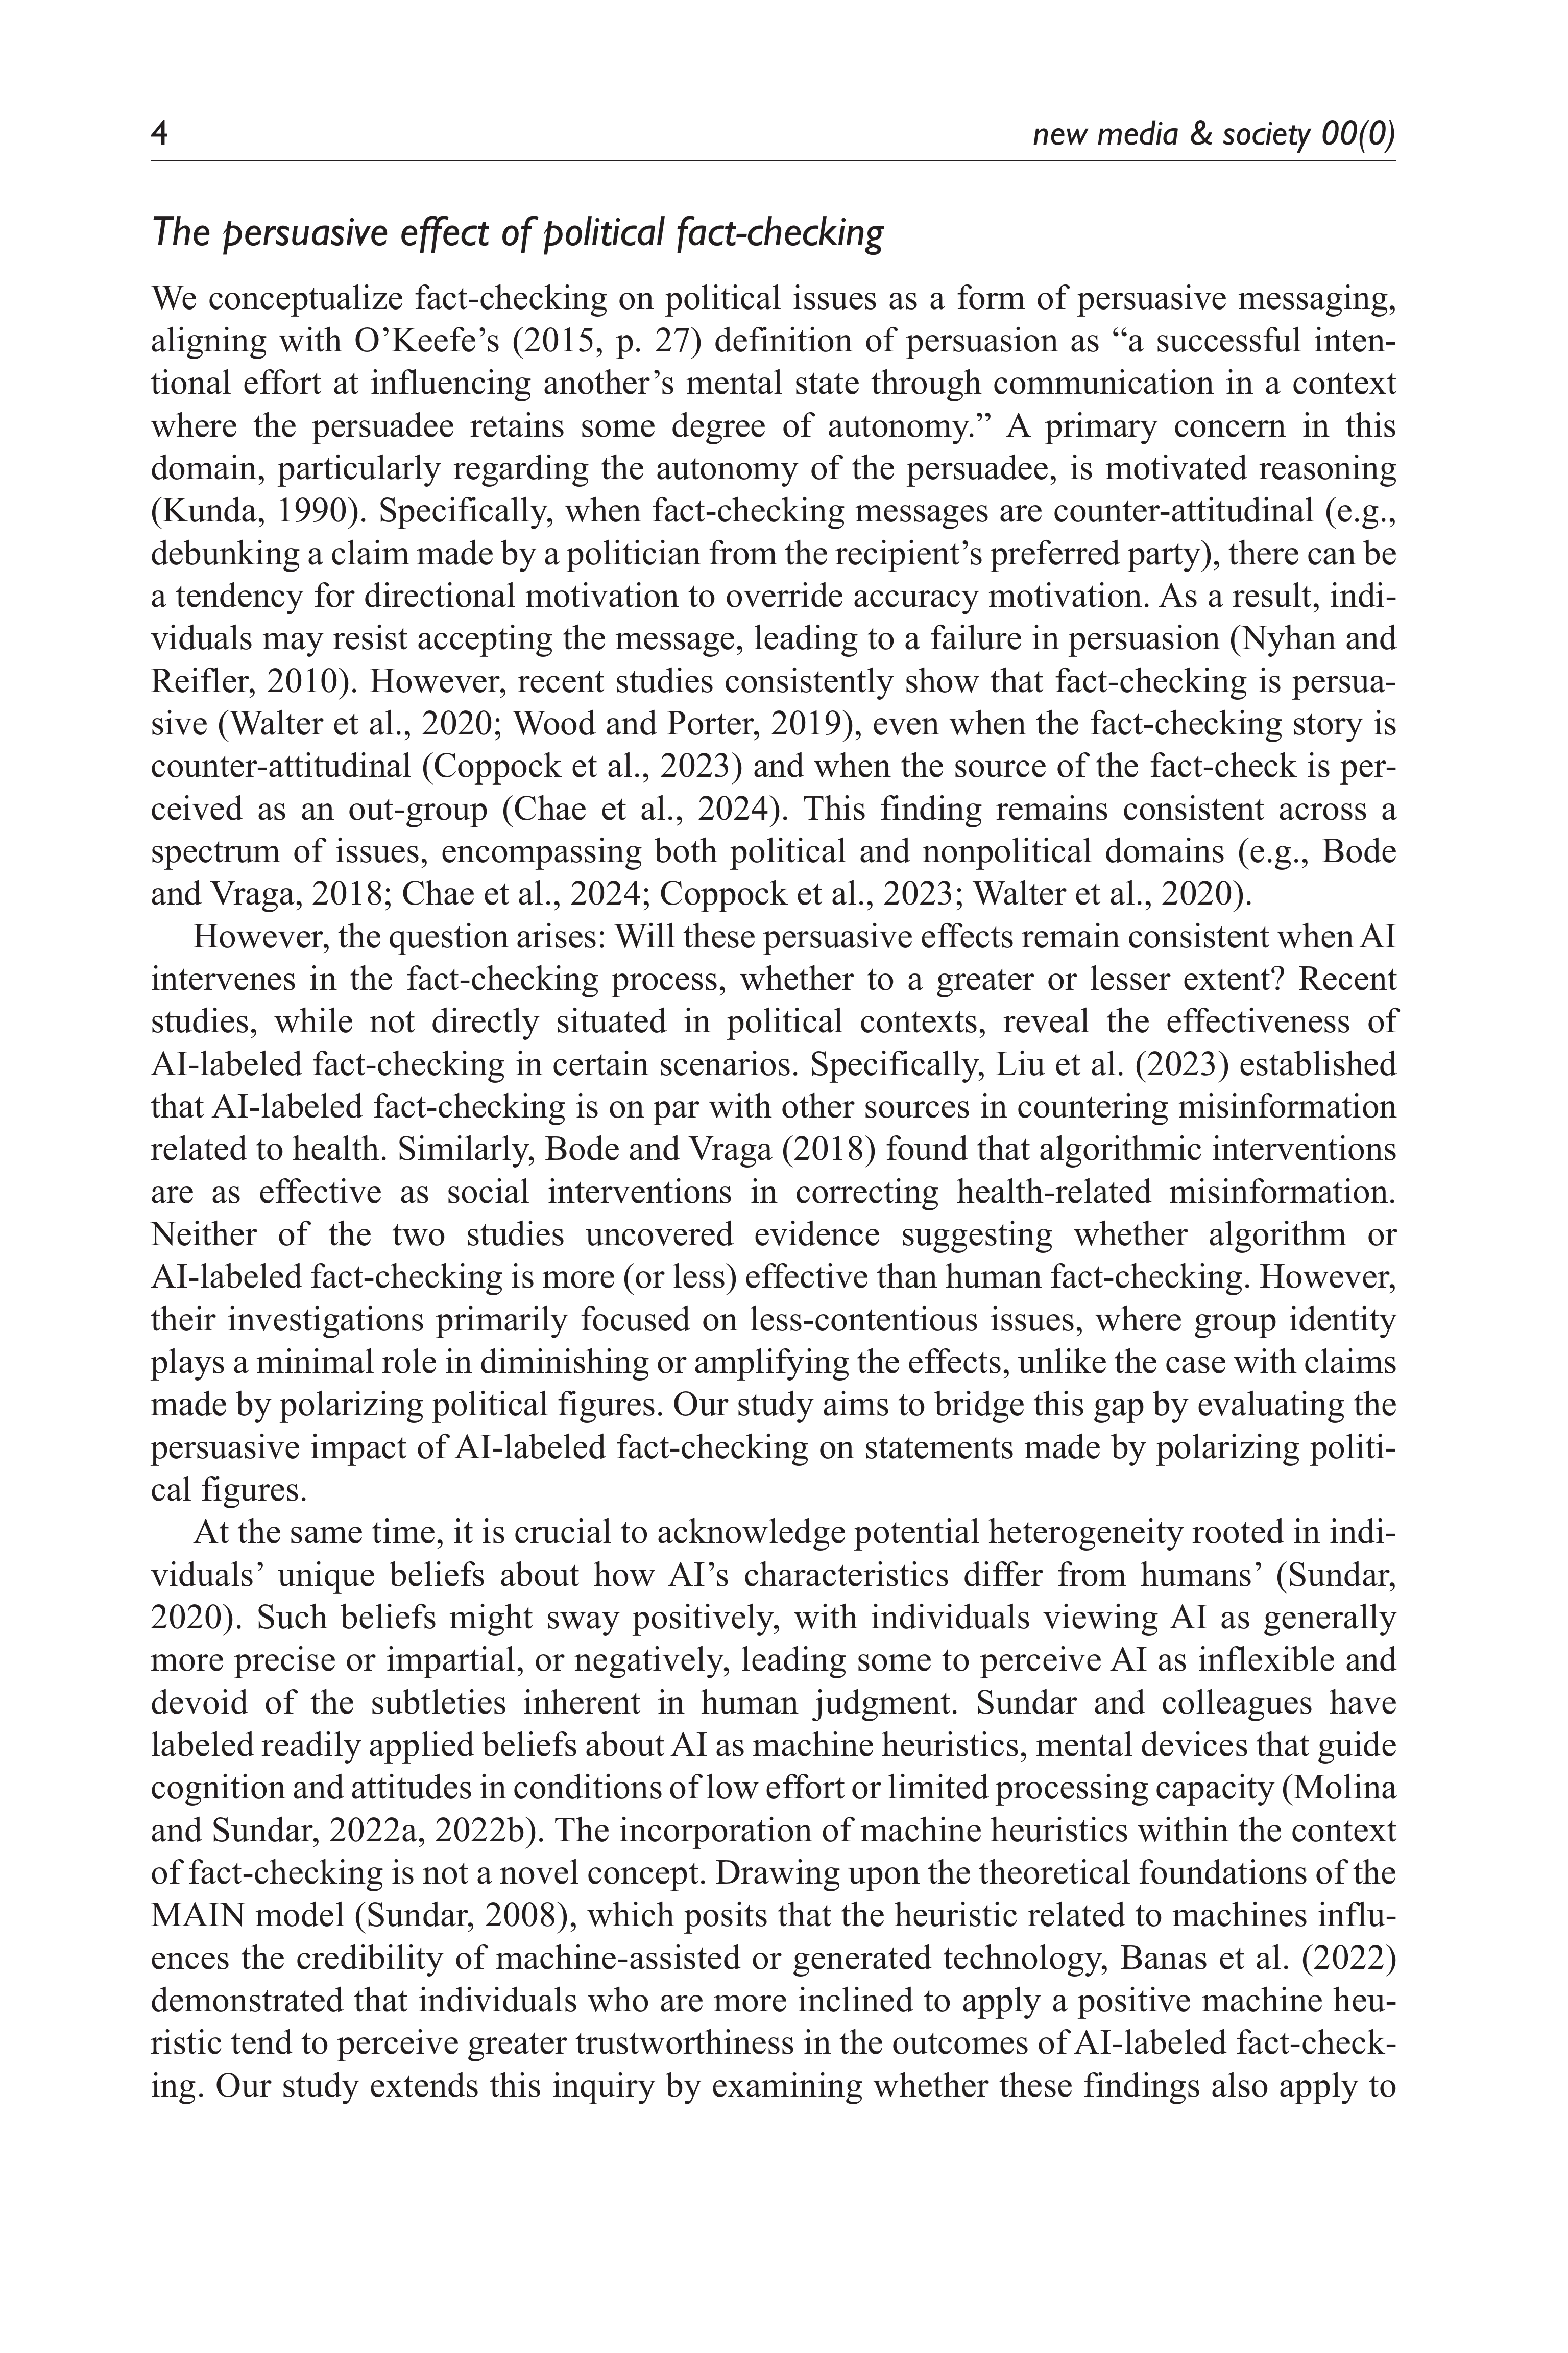 4
new media & society 00(0)
The persuasive effect of political fact-checking
We conceptualize fact-checking on political issues as a form of persuasive messaging,
aligning with O’Keefe’s (2015, p. 27) definition of persuasion as “a successful inten-
tional effort at influencing another’s mental state through communication in a context
where the persuadee retains some degree of autonomy.” A primary concern in this
domain, particularly regarding the autonomy of the persuadee, is motivated reasoning
(Kunda, 1990). Specifically, when fact-checking messages are counter-attitudinal (e.g.,
debunking a claim made by a politician from the recipient’s preferred party), there can be
a tendency for directional motivation to override accuracy motivation. As a result, indi-
viduals may resist accepting the message, leading to a failure in persuasion (Nyhan and
Reifler, 2010). However, recent studies consistently show that fact-checking is persua-
sive (Walter et al., 2020; Wood and Porter, 2019), even when the fact-checking story is
counter-attitudinal (Coppock et al., 2023) and when the source of the fact-check is per-
ceived as an out-group (Chae et al., 2024). This finding remains consistent across a
spectrum of issues, encompassing both political and nonpolitical domains (e.g., Bode
and Vraga, 2018; Chae et al., 2024; Coppock et al., 2023; Walter et al., 2020).
However, the question arises: Will these persuasive effects remain consistent when AI
intervenes in the fact-checking process, whether to a greater or lesser extent? Recent
studies, while not directly situated in political contexts, reveal the effectiveness of
AI-labeled fact-checking in certain scenarios. Specifically, Liu et al. (2023) established
that AI-labeled fact-checking is on par with other sources in countering misinformation
related to health. Similarly, Bode and Vraga (2018) found that algorithmic interventions
are as effective as social interventions in correcting health-related misinformation.
Neither of the two studies uncovered evidence suggesting whether algorithm or
AI-labeled fact-checking is more (or less) effective than human fact-checking. However,
their investigations primarily focused on less-contentious issues, where group identity
plays a minimal role in diminishing or amplifying the effects, unlike the case with claims
made by polarizing political figures. Our study aims to bridge this gap by evaluating the
persuasive impact of AI-labeled fact-checking on statements made by polarizing politi-
cal figures.
At the same time, it is crucial to acknowledge potential heterogeneity rooted in indi-
viduals’ unique beliefs about how AI’s characteristics differ from humans’ (Sundar,
2020). Such beliefs might sway positively, with individuals viewing AI as generally
more precise or impartial, or negatively, leading some to perceive AI as inflexible and
devoid of the subtleties inherent in human judgment. Sundar and colleagues have
labeled readily applied beliefs about AI as machine heuristics, mental devices that guide
cognition and attitudes in conditions of low effort or limited processing capacity (Molina
and Sundar, 2022a, 2022b). The incorporation of machine heuristics within the context
of fact-checking is not a novel concept. Drawing upon the theoretical foundations of the
MAIN model (Sundar, 2008), which posits that the heuristic related to machines influ-
ences the credibility of machine-assisted or generated technology, Banas et al. (2022)
demonstrated that individuals who are more inclined to apply a positive machine heu-
ristic tend to perceive greater trustworthiness in the outcomes of AI-labeled fact-check-
ing. Our study extends this inquiry by examining whether these findings also apply to